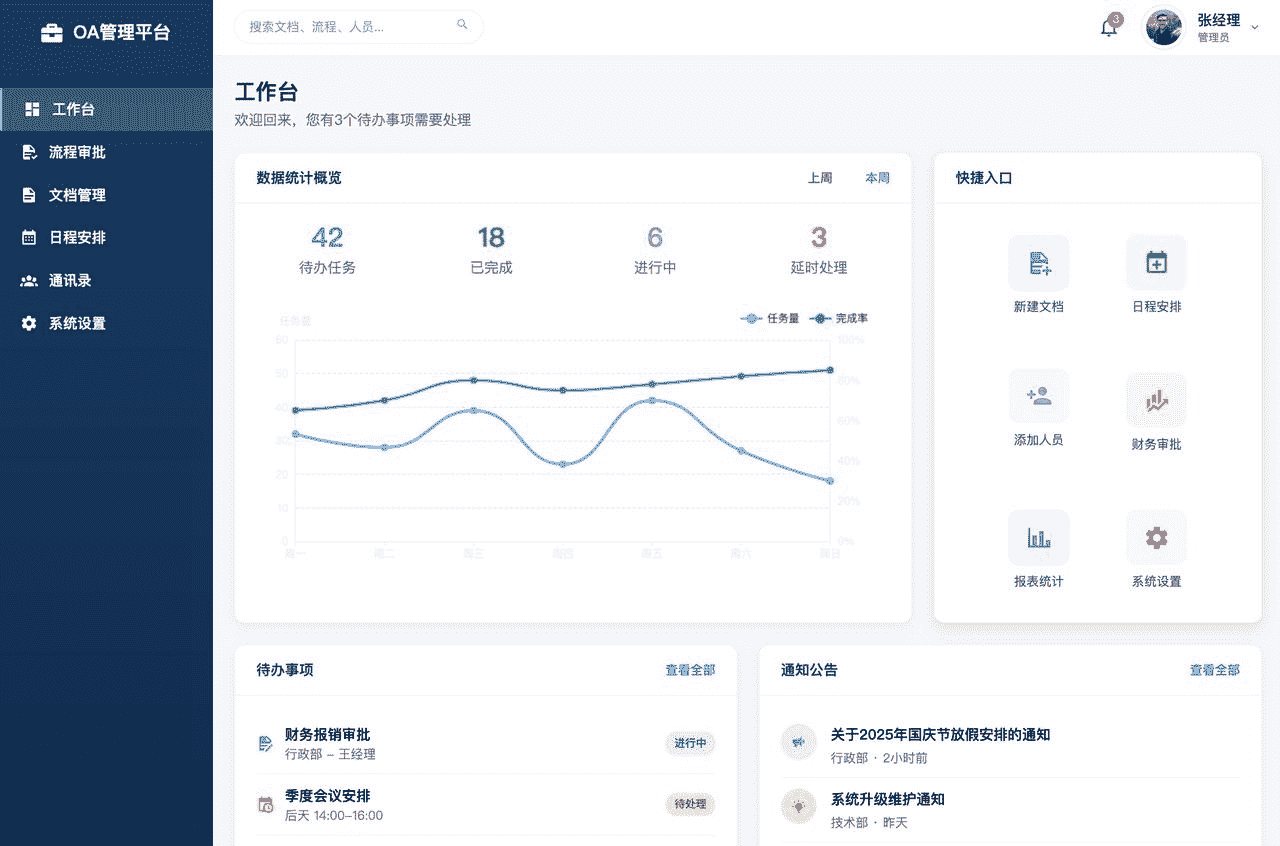 OA管理平台
工作台
流程审批
文档管理
日程安排
通讯录
系统设置
搜索文档、流程、人员...
3
张经理
管理员
工作台
欢迎回来，您有3个待办事项需要处理
数据统计概览
上周 本周
42 18 6 3
待办任务 已完成 进行中 延时处理
任务量 完成率
任务量
60 100%
50 80%
40 60%
30 40%
20 20%
10
0 0%
周一 周二 周三 周四 周五 周六 周日
快捷入口
新建文档 日程安排
添加人员 财务审批
报表统计 系统设置
待办事项 查看全部
财务报销审批
行政部 - 王经理
进行中
季度会议安排
后天 14:00-16:00
待处理
通知公告 查看全部
关于2025年国庆节放假安排的通知
行政部 · 2小时前
系统升级维护通知
技术部 · 昨天